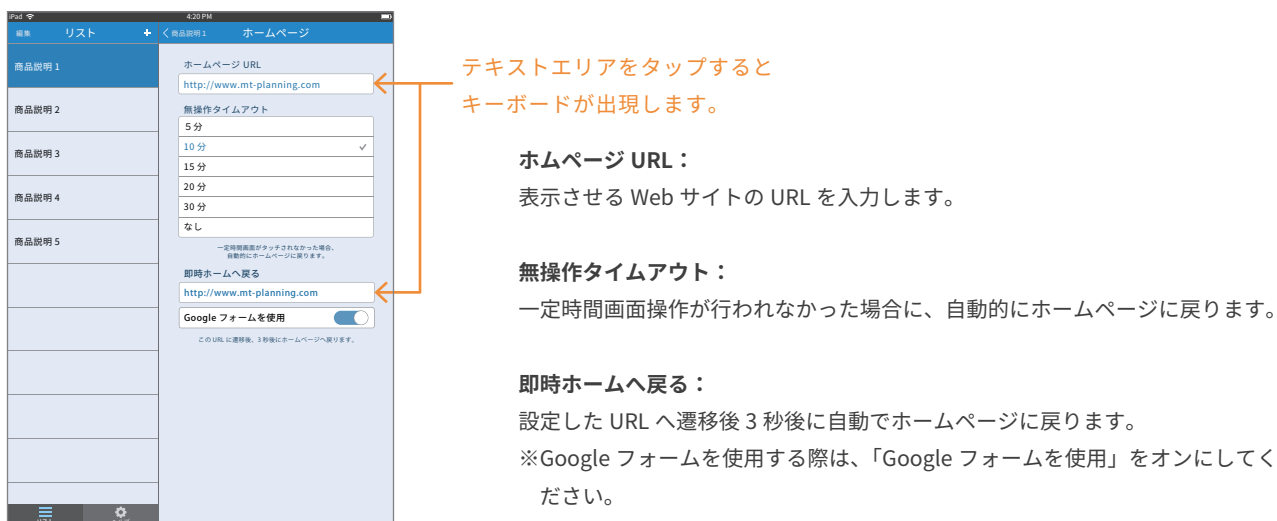 iPad 4:20 PM
編集 リスト + 商品説明 1 ホームページ
商品説明 1
商品説明 2
商品説明 3
商品説明 4
商品説明 5
ホームページ URL
http://www.mt-planning.com
無操作タイムアウト
5 分
10 分
15 分
20 分
30 分
なし
一定時間画面がタッチされなかった場合、
自動的にホームページに戻ります。
即時ホームへ戻る
http://www.mt-planning.com
Google フォームを使用
この URL に遷移後、3 秒後にホームページへ戻ります。
テキストエリアをタップすると
キーボードが出現します。
ホムページ URL：
表示させる Web サイトの URL を入力します。
無操作タイムアウト：
一定時間画面操作が行われなかった場合に、自動的にホームページに戻ります。
即時ホームへ戻る：
設定した URL へ遷移後 3 秒後に自動でホームページに戻ります。
※Google フォームを使用する際は、「Google フォームを使用」をオンにしてく
ださい。